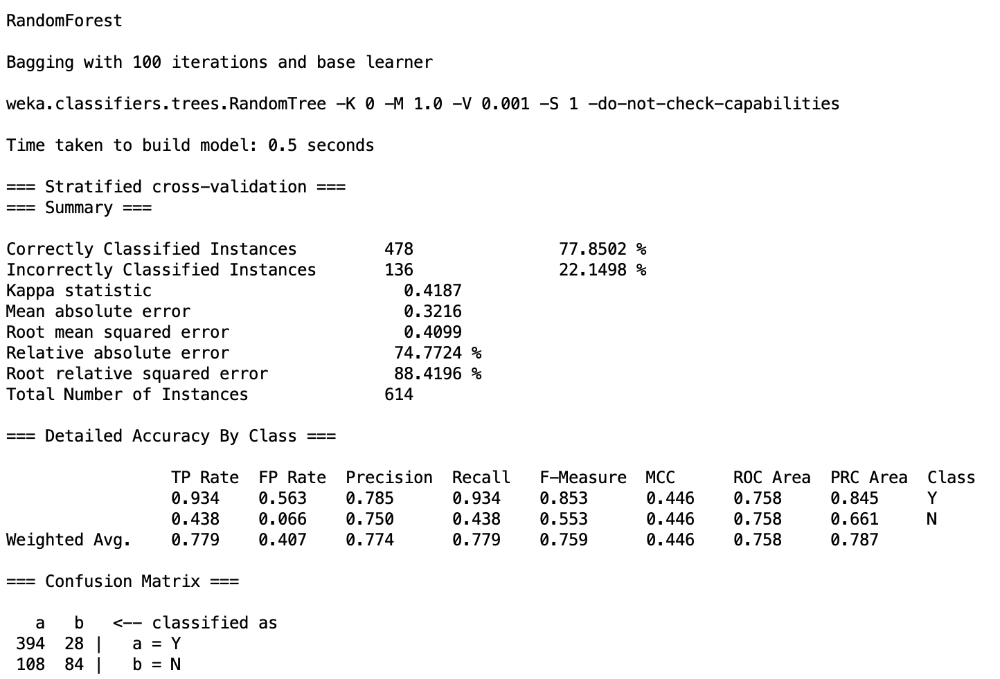 RandomForest
Bagging with 100 iterations and base learner
weka.classifiers.trees.RandomTree -K 0 -M 1.0 -V 0.001 -S 1 -do-not-check-capabilities
Time taken to build model: 0.5 seconds
=== Stratified cross-validation ===
=== Summary ===
Correctly Classified Instances         478               77.8502 %
Incorrectly Classified Instances       136               22.1498 %
Kappa statistic                          0.4187
Mean absolute error                      0.3216
Root mean squared error                  0.4099
Relative absolute error                 74.7724 %
Root relative squared error             88.4196 %
Total Number of Instances              614
=== Detailed Accuracy By Class ===
                 TP Rate  FP Rate  Precision  Recall   F-Measure  MCC      ROC Area  PRC Area  Class
                 0.934    0.563    0.785      0.934    0.853      0.446    0.758     0.845     Y
                 0.438    0.066    0.750      0.438    0.553      0.446    0.758     0.661     N
Weighted Avg.    0.779    0.407    0.774      0.779    0.759      0.446    0.758     0.787
=== Confusion Matrix ===
   a   b   <-- classified as
 394  28 |   a = Y
 108  84 |   b = N